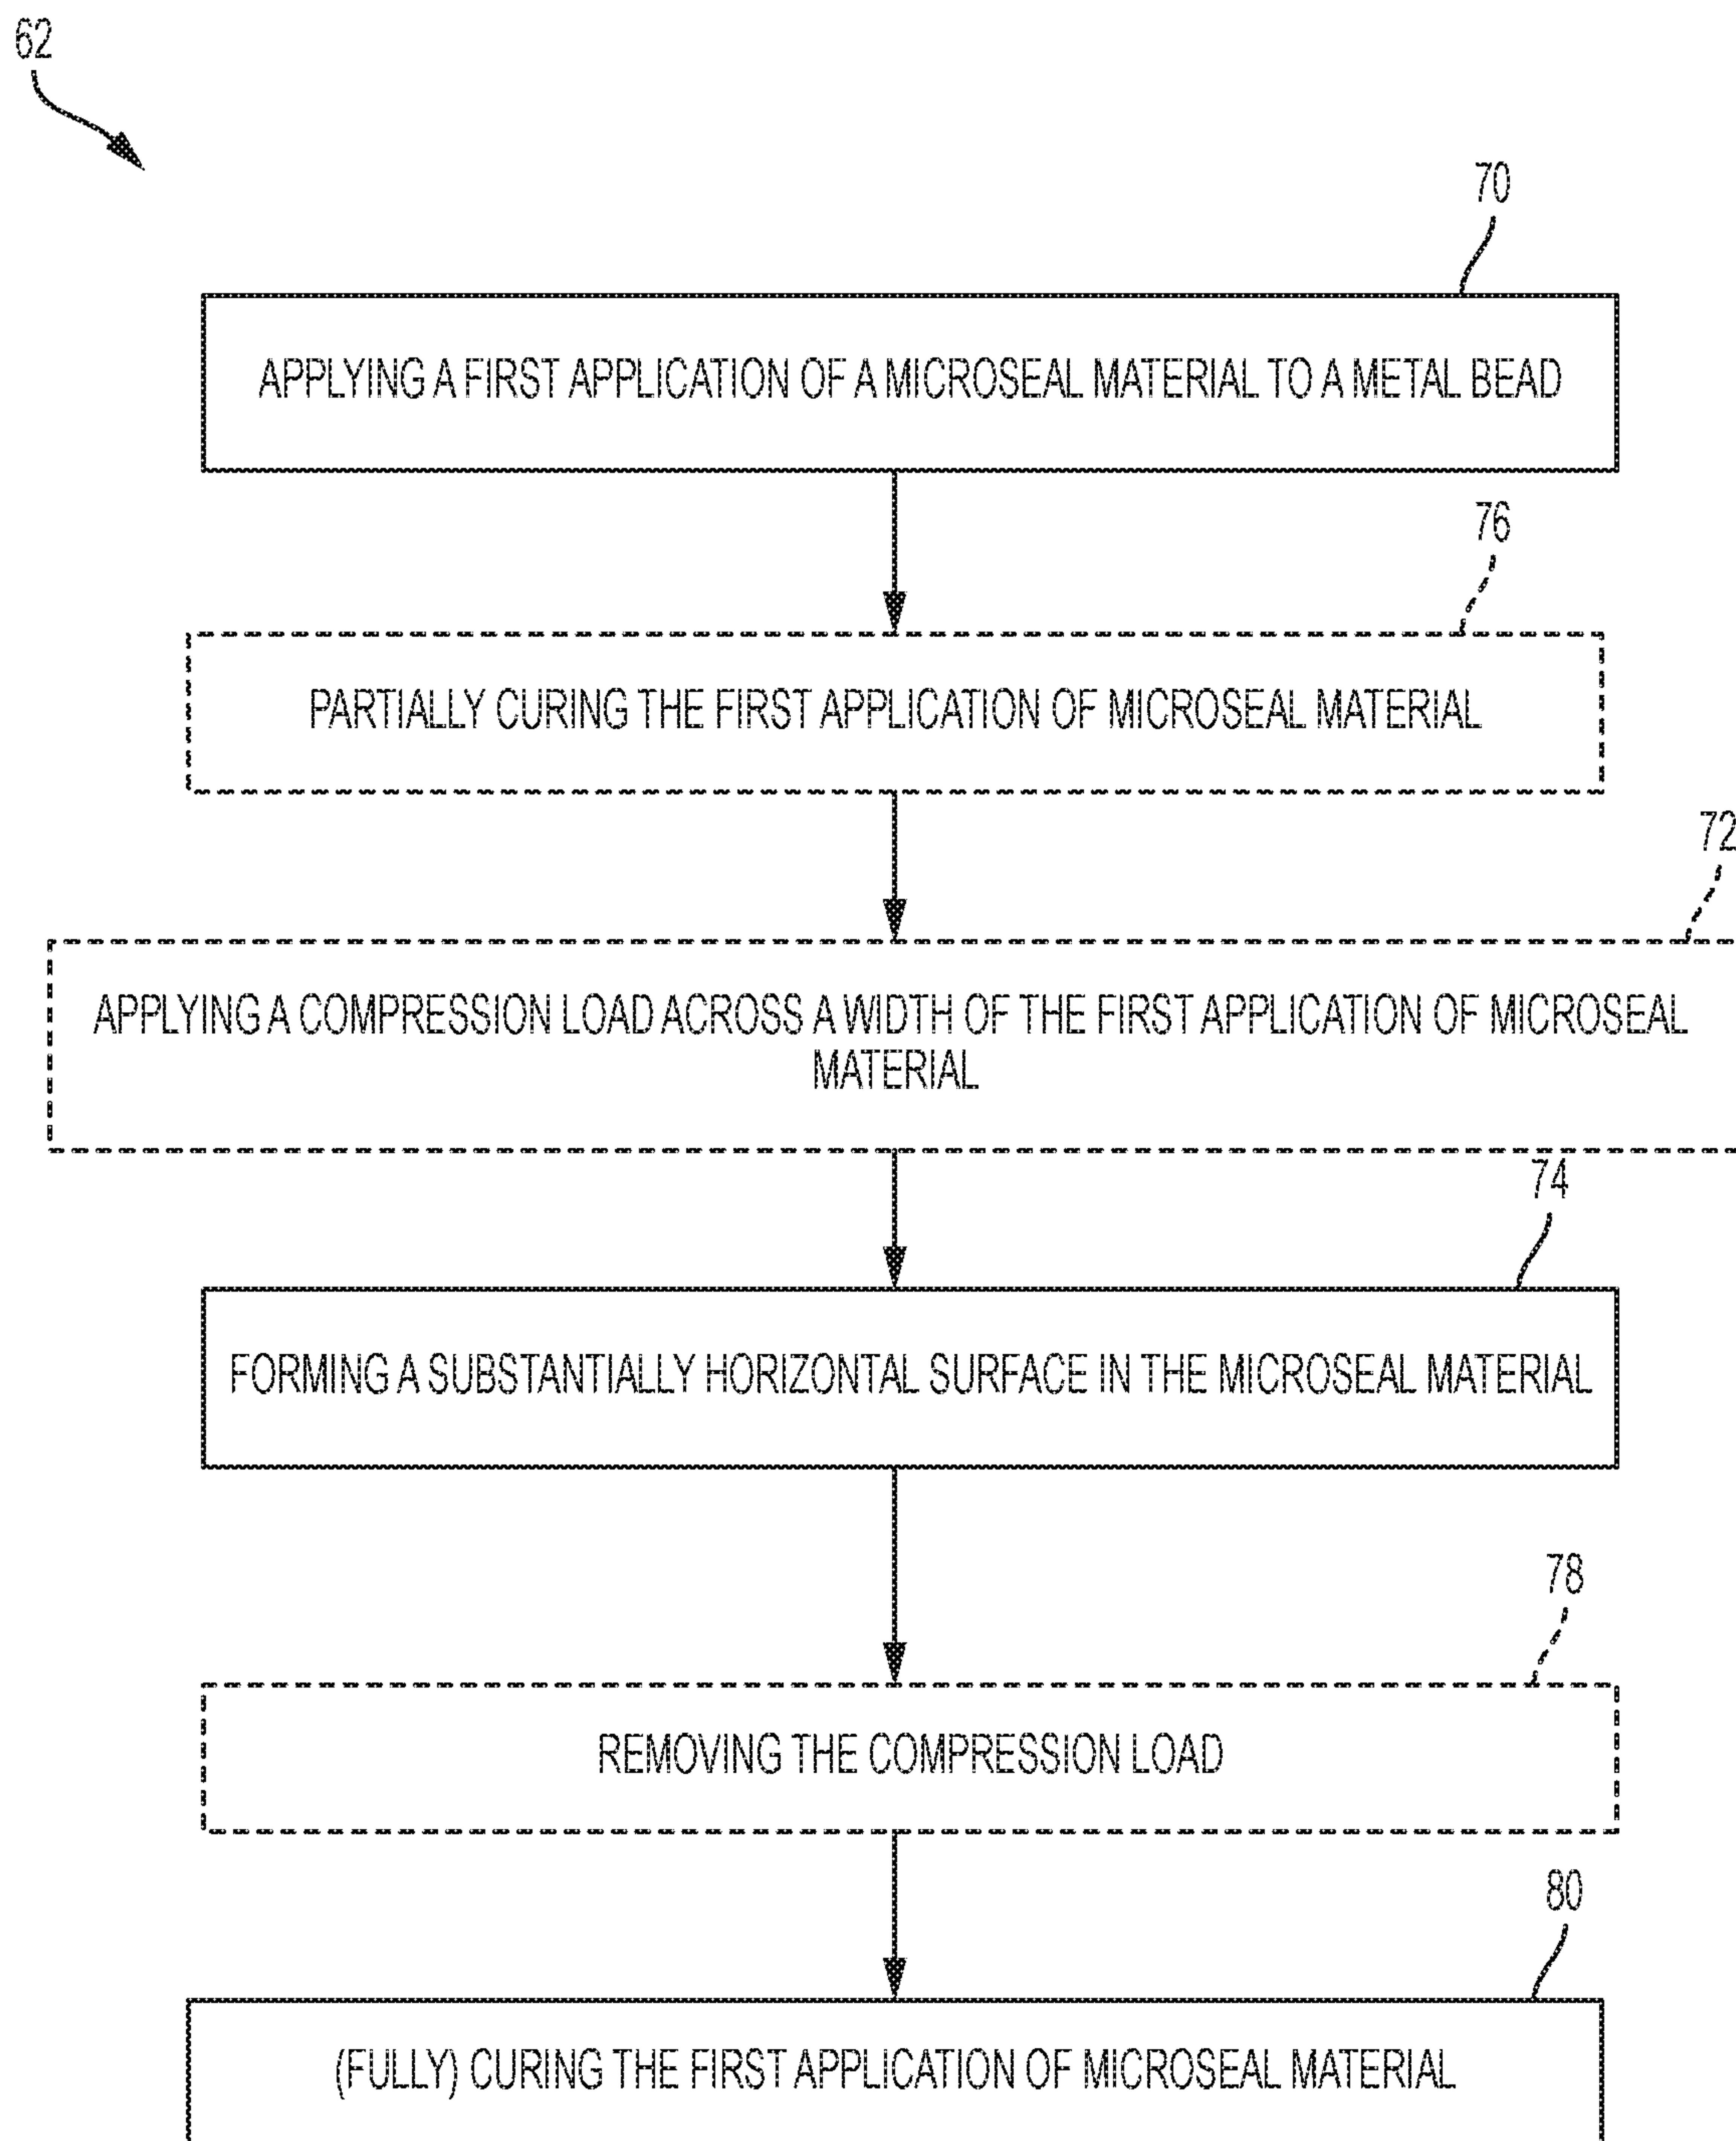 62
70
APPLYING A FIRST APPLICATION OF A MICROSEAL MATERIAL TO A METAL BEAD
76
PARTIALLY CURING THE FIRST APPLICATION OF MICROSEAL MATERIAL
72
APPLYING A COMPRESSION LOAD ACROSS A WIDTH OF THE FIRST APPLICATION OF MICROSEAL
MATERIAL
74
FORMING A SUBSTANTIALLY HORIZONTAL SURFACE IN THE MICROSEAL MATERIAL
78
REMOVING THE COMPRESSION LOAD
80
(FULLY) CURING THE FIRST APPLICATION OF MICROSEAL MATERIAL